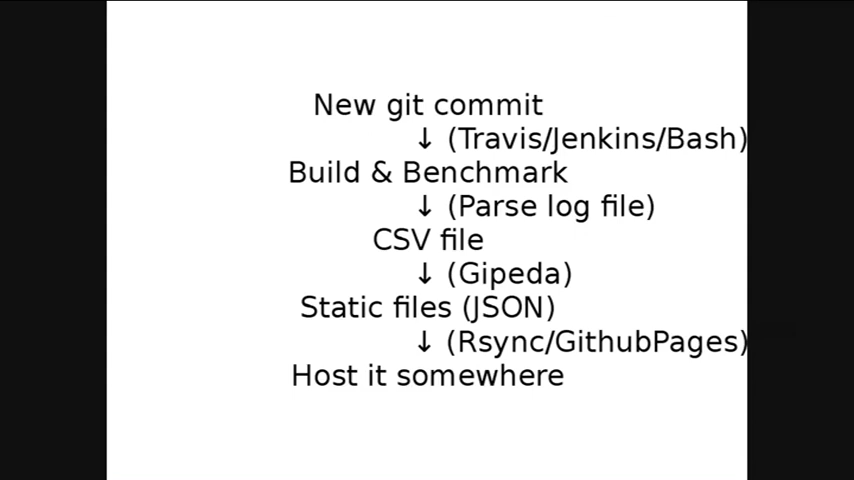 New git commit
↓ (Travis/Jenkins/Bash)
Build & Benchmark
↓ (Parse log file)
CSV file
↓ (Gipeda)
Static files (JSON)
↓ (Rsync/GithubPages)
Host it somewhere